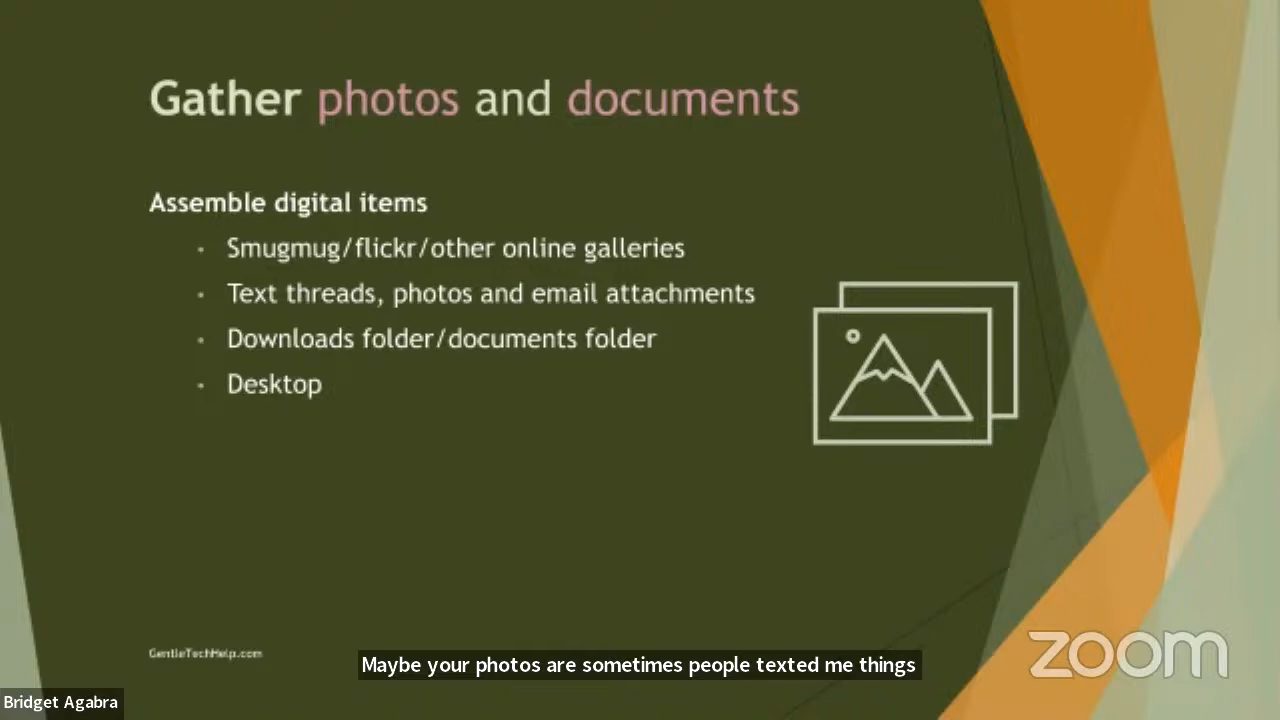 Gather photos and documents
Assemble digital items
Smugmug/flickr/other online galleries
Text threads, photos and email attachments
Downloads folder/documents folder
Desktop
GentleTechHelp.com
Maybe your photos are sometimes people texted me things
zoom
Bridget Agabra